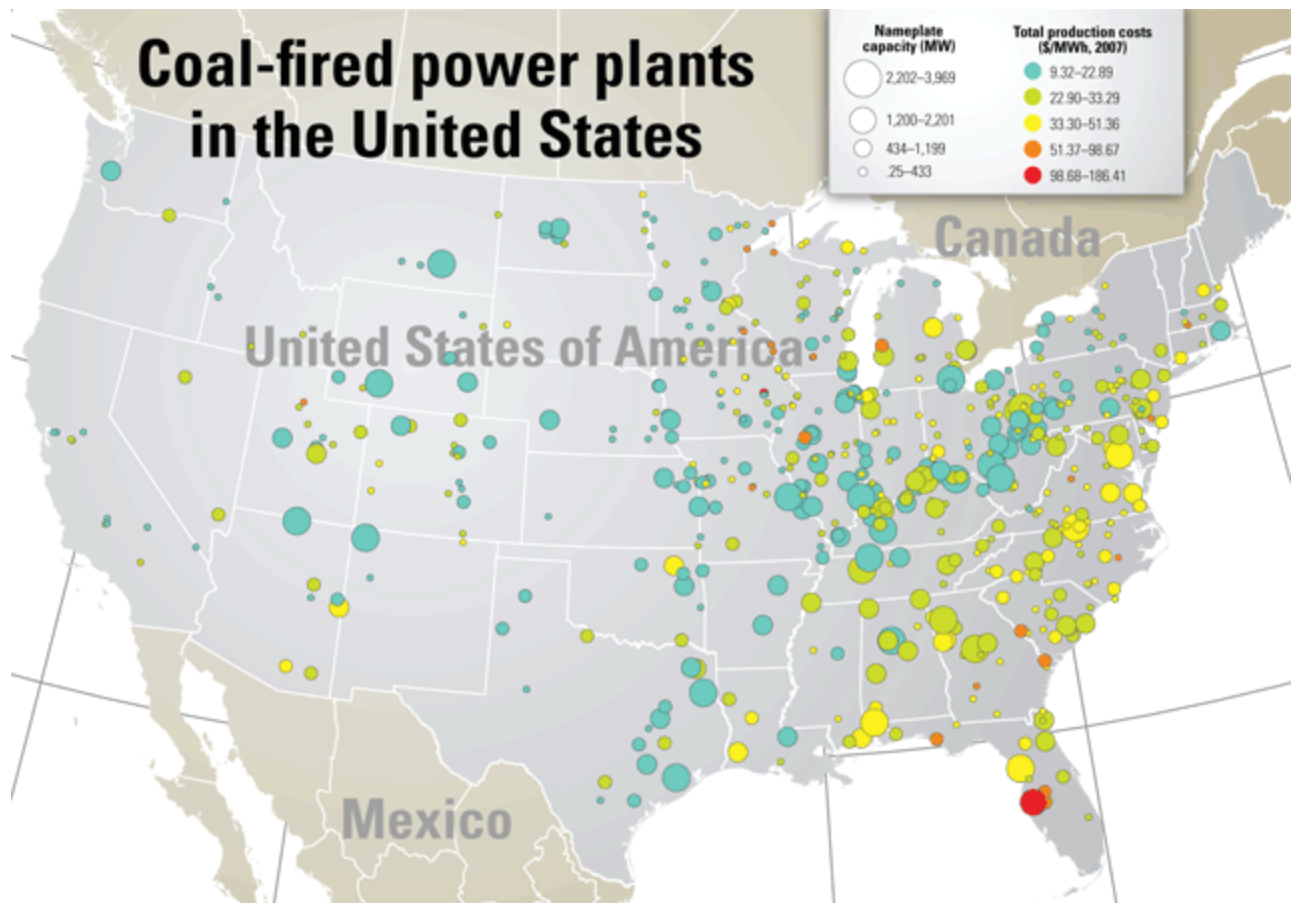 Coal-fired power plants
in the United States
Nameplate
capacity (MW)
2,202–3,969
1,200–2,201
434–1,199
.25–433
Total production costs
($/MWh, 2007)
9.32–22.89
22.90–33.29
33.30–51.36
51.37–98.67
98.68–186.41
Canada
United States of America
Mexico